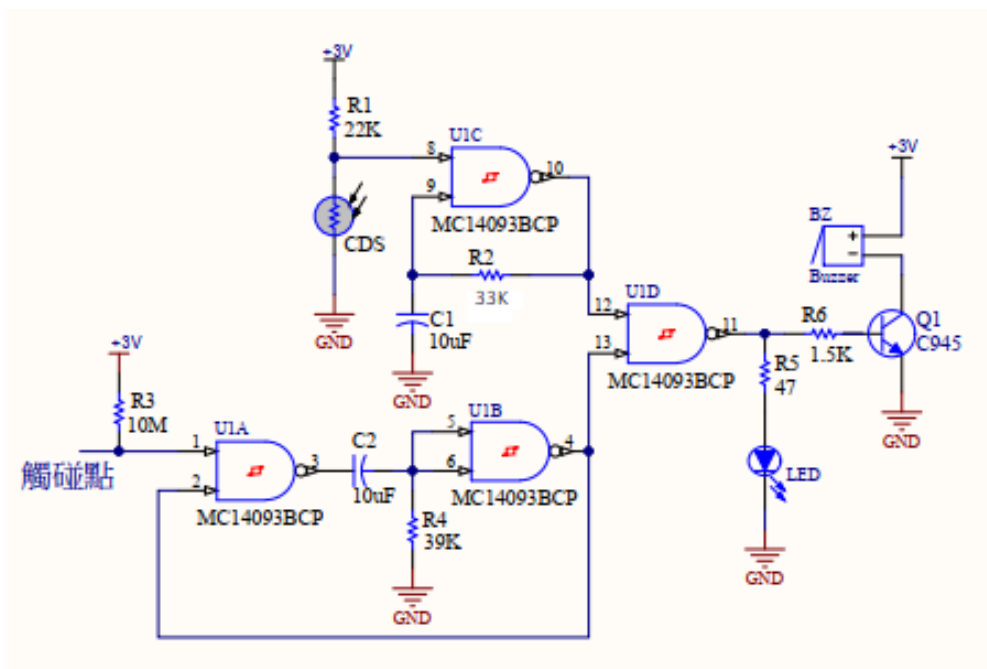 +3V
R1
22K
U1C
8
9
10
MC14093BCP
CDS
R2
33K
C1
10uF
GND
GND
+3V
BZ
+
−
Buzzer
U1D
12
13
11
MC14093BCP
R6
1.5K
Q1
C945
R5
47
GND
LED
GND
+3V
R3
10M
U1A
1
2
3
MC14093BCP
觸碰點
C2
10uF
U1B
5
6
4
MC14093BCP
R4
39K
GND